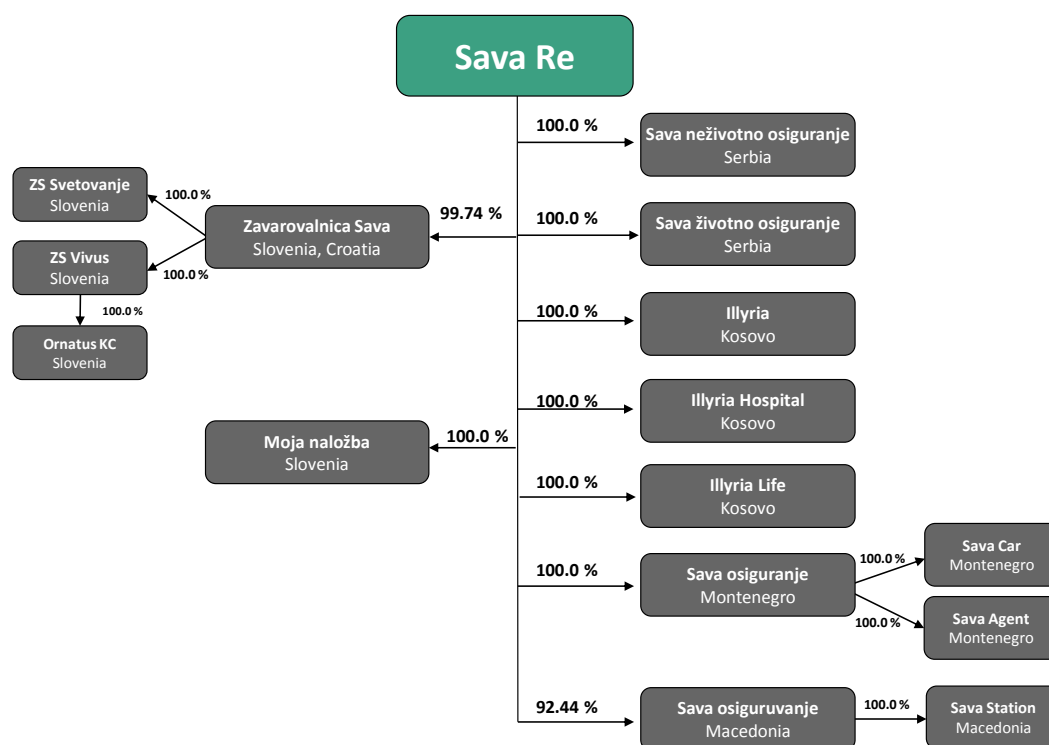 Sava Re
100.0 %
Sava neživotno osiguranje
Serbia
ZS Svetovanje
Slovenia
100.0 %
Zavarovalnica Sava
Slovenia, Croatia
99.74 %
100.0 %
Sava životno osiguranje
Serbia
ZS Vivus
Slovenia
100.0 %
100.0 %
Ornatus KC
Slovenia
100.0 %
Illyria
Kosovo
100.0 %
Illyria Hospital
Kosovo
Moja naložba
Slovenia
100.0 %
100.0 %
Illyria Life
Kosovo
100.0 %
Sava osiguranje
Montenegro
100.0 %
Sava Car
Montenegro
100.0 %
Sava Agent
Montenegro
92.44 %
Sava osiguruvanje
Macedonia
100.0 %
Sava Station
Macedonia